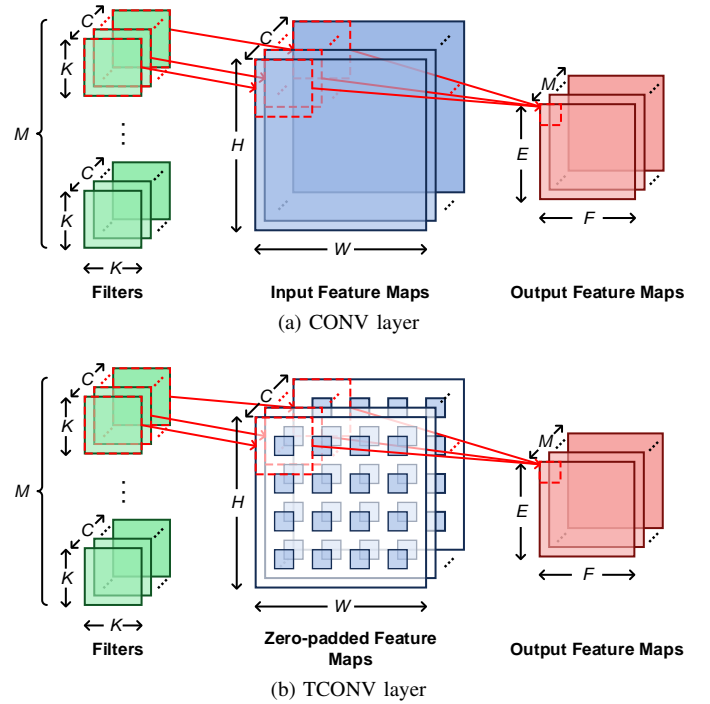 C
K
M
C
K
K
Filters
C
H
W
Input Feature Maps
M
E
F
Output Feature Maps
(a) CONV layer
C
K
M
C
K
K
Filters
C
H
W
Zero-padded Feature
Maps
M
E
F
Output Feature Maps
(b) TCONV layer